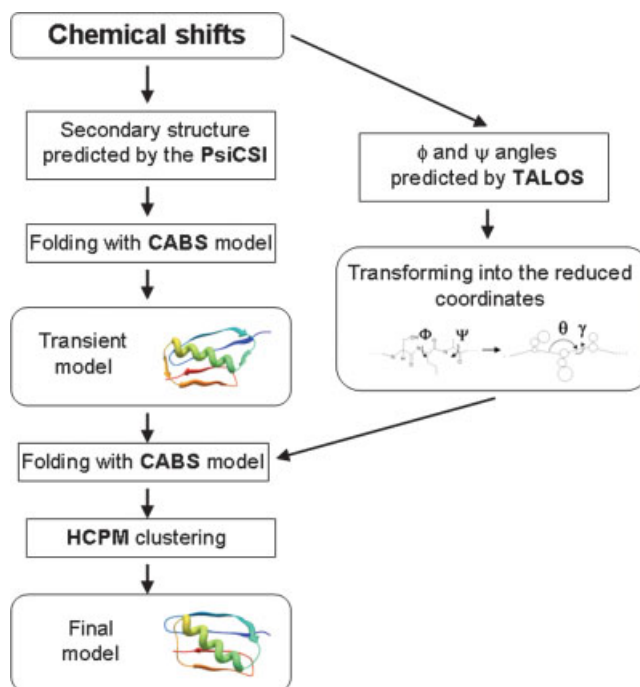 Chemical shifts
Secondary structure
predicted by the PsiCSI
ϕ and ψ angles
predicted by TALOS
Folding with CABS model
Transforming into the reduced
coordinates
Φ Ψ θ γ
Transient
model
Folding with CABS model
HCPM clustering
Final
model